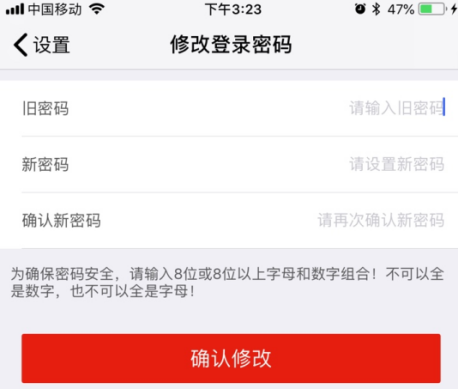 中国移动 下午3:23 47%
设置 修改登录密码
旧密码 请输入旧密码
新密码 请设置新密码
确认新密码 请再次确认新密码
为确保密码安全，请输入8位或8位以上字母和数字组合！不可以全
是数字，也不可以全是字母！
确认修改